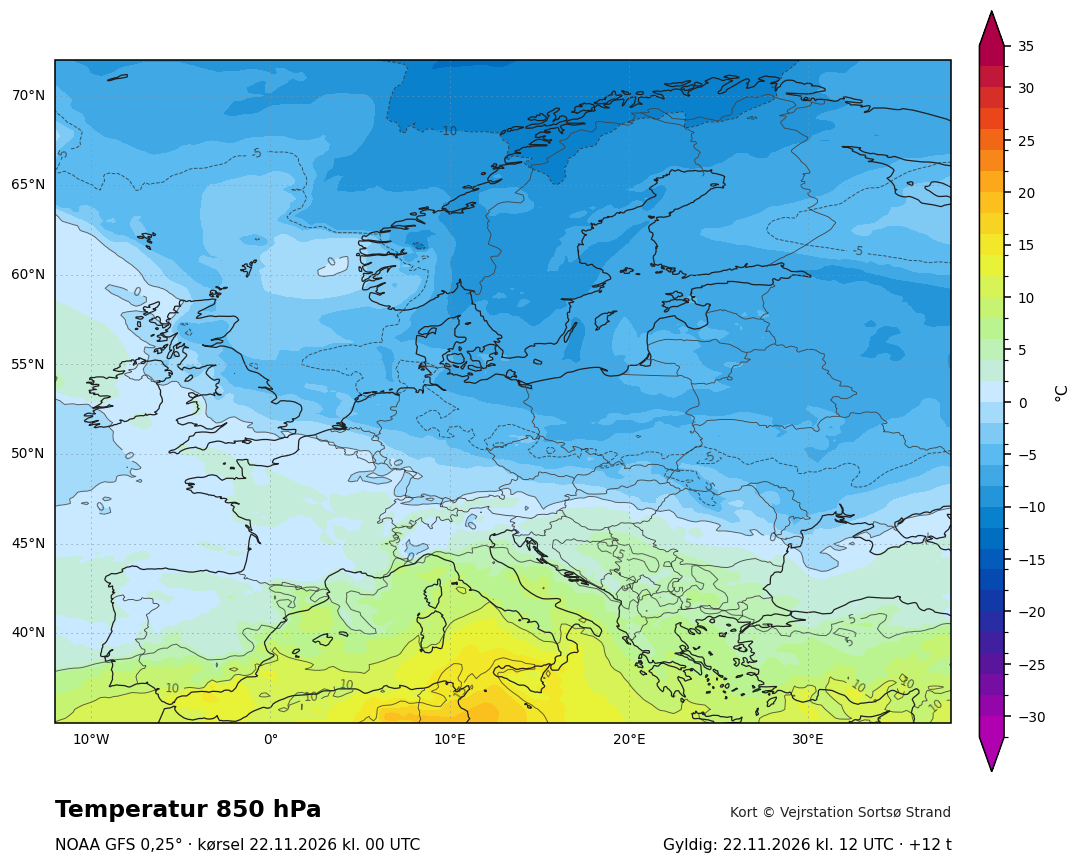 70°N
65°N
60°N
55°N
50°N
45°N
40°N
10°W
0°
10°E
20°E
30°E
35
30
25
20
15
10
5
0
−5
−10
−15
−20
−25
−30
°C
Temperatur 850 hPa
Kort © Vejrstation Sortsø Strand
NOAA GFS 0,25° · kørsel 22.11.2026 kl. 00 UTC
Gyldig: 22.11.2026 kl. 12 UTC · +12 t